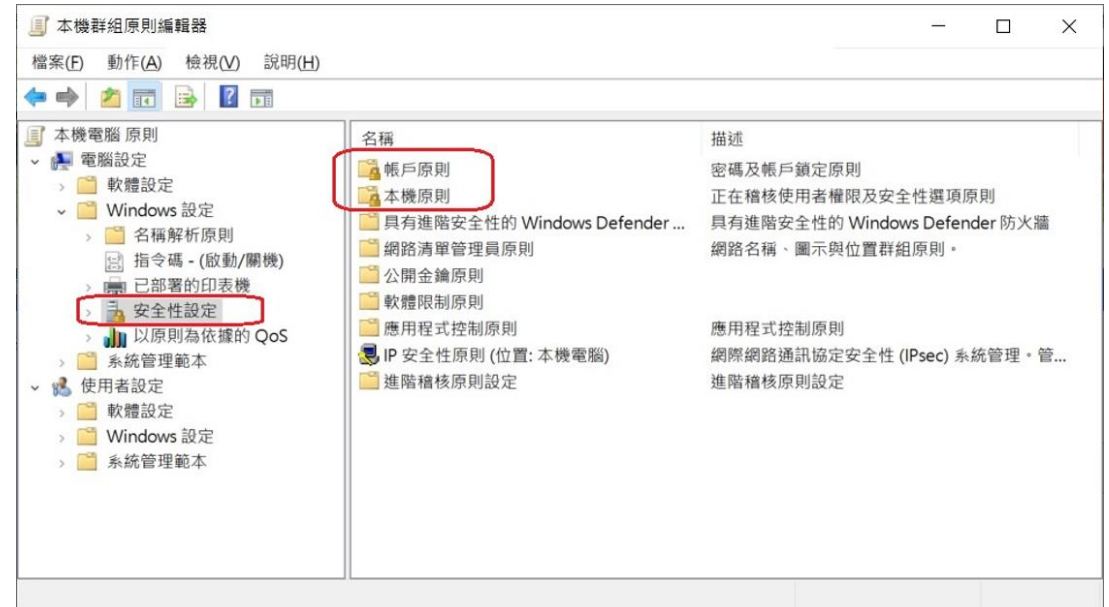 本機群組原則編輯器
檔案(F) 動作(A) 檢視(V) 說明(H)
本機電腦 原則
電腦設定
軟體設定
Windows 設定
名稱解析原則
指令碼 - (啟動/關機)
已部署的印表機
安全性設定
以原則為依據的 QoS
系統管理範本
使用者設定
軟體設定
Windows 設定
系統管理範本
名稱 描述
帳戶原則 密碼及帳戶鎖定原則
本機原則 正在稽核使用者權限及安全性選項原則
具有進階安全性的 Windows Defender ... 具有進階安全性的 Windows Defender 防火牆
網路清單管理員原則 網路名稱、圖示與位置群組原則。
公開金鑰原則
軟體限制原則
應用程式控制原則 應用程式控制原則
IP 安全性原則 (位置: 本機電腦) 網際網路通訊協定安全性 (IPsec) 系統管理。管...
進階稽核原則設定 進階稽核原則設定